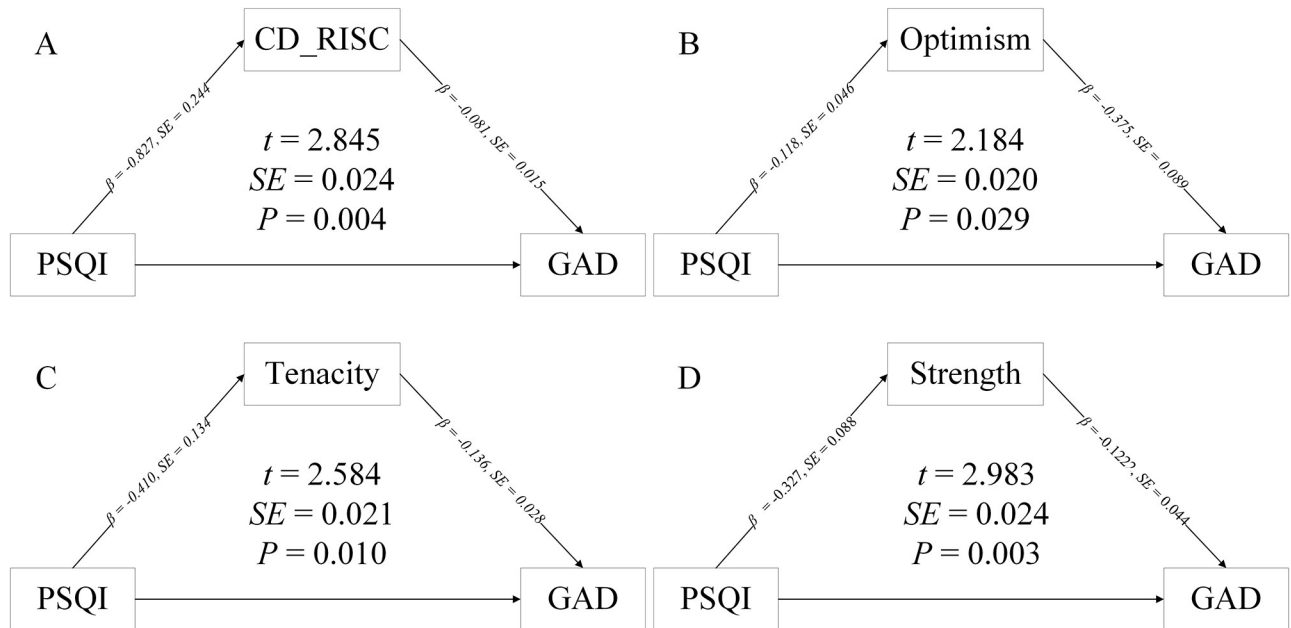 A
CD_RISC
β = -0.827, SE = 0.244
β = -0.081, SE = 0.015
t = 2.845
SE = 0.024
P = 0.004
PSQI
GAD
B
Optimism
β = -0.118, SE = 0.046
β = -0.375, SE = 0.089
t = 2.184
SE = 0.020
P = 0.029
PSQI
GAD
C
Tenacity
β = -0.410, SE = 0.134
β = -0.136, SE = 0.028
t = 2.584
SE = 0.021
P = 0.010
PSQI
GAD
D
Strength
β = -0.327, SE = 0.088
β = -0.1222, SE = 0.044
t = 2.983
SE = 0.024
P = 0.003
PSQI
GAD